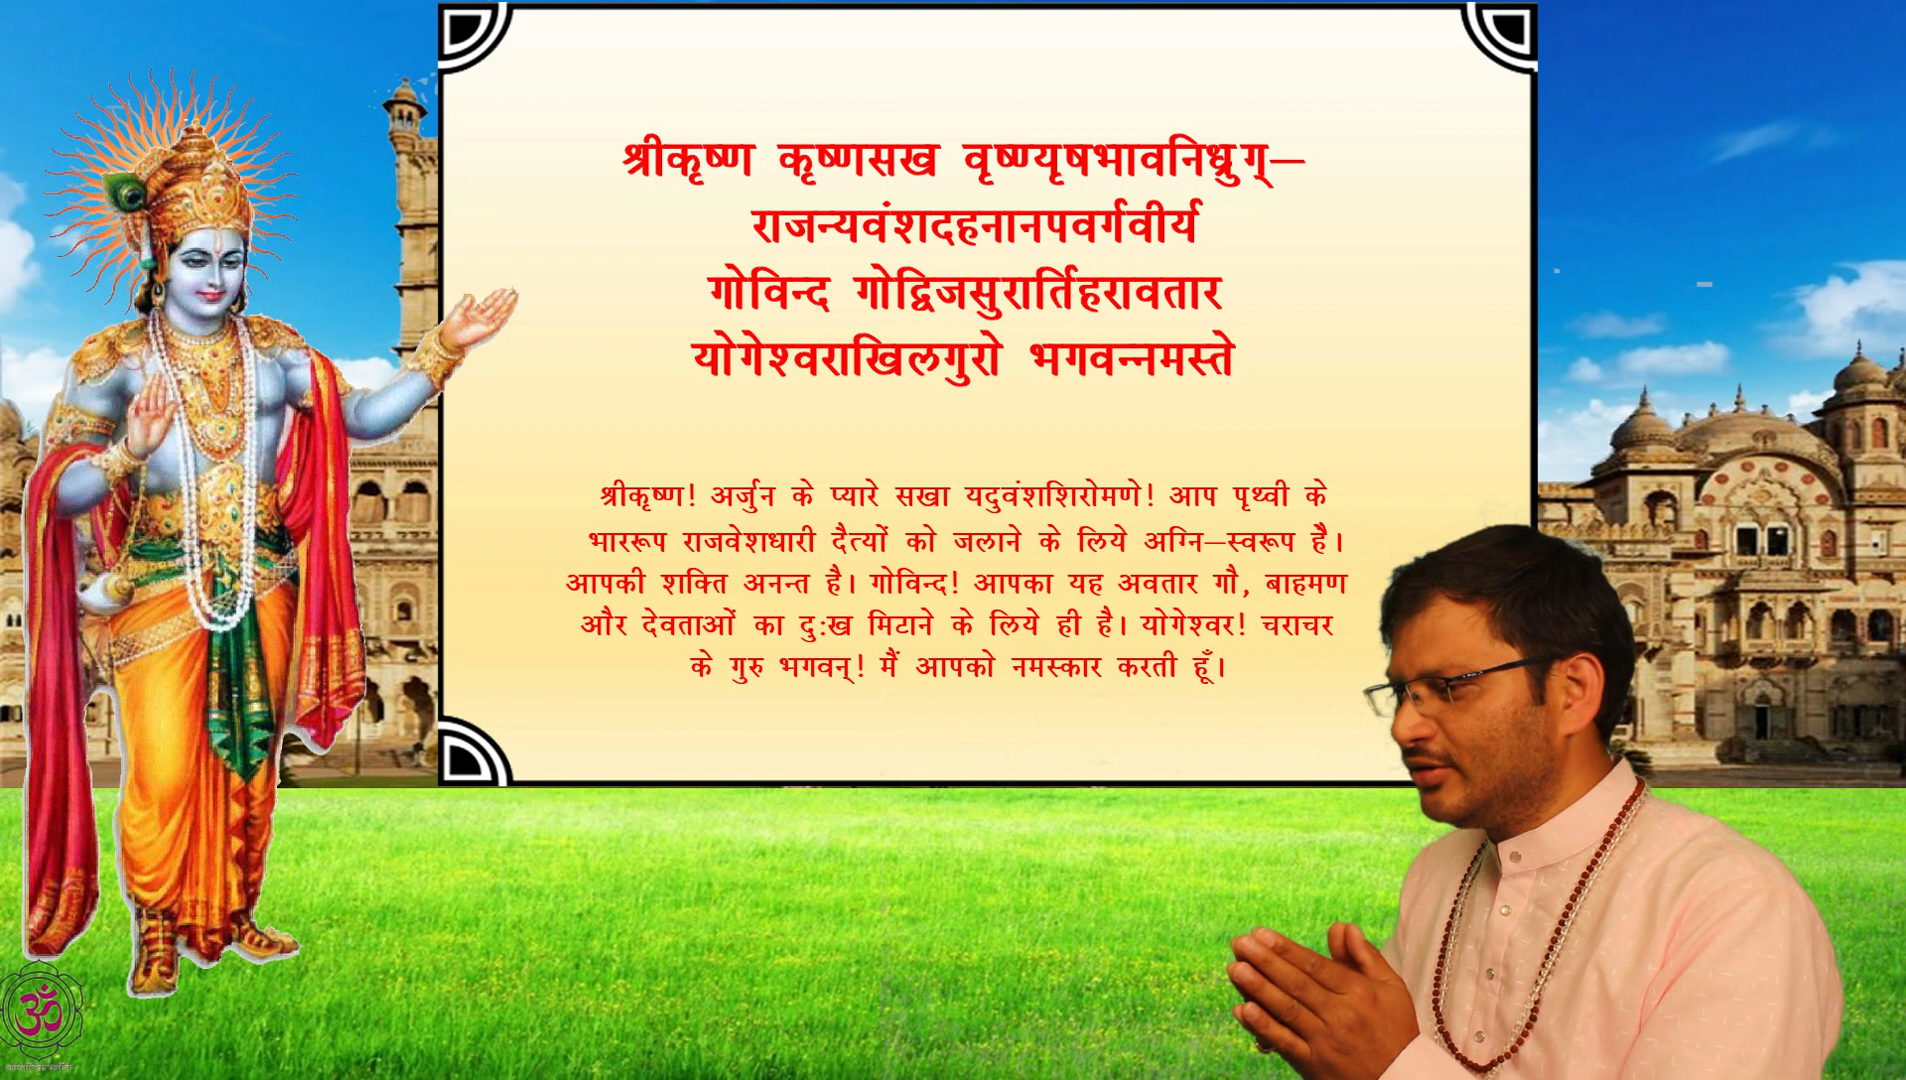 श्रीकृष्ण कृष्णसख वृष्ण्यृषभावनिध्रुग्—
राजन्यवंशदहनानपवर्गवीर्य
गोविन्द गोद्विजसुरार्तिहरावतार
योगेश्वराखिलगुरो भगवन्नमस्ते
श्रीकृष्ण! अर्जुन के प्यारे सखा यदुवंशशिरोमणे! आप पृथ्वी के
भाररूप राजवेशधारी दैत्यों को जलाने के लिये अग्नि—स्वरूप हैै।
आपकी शक्ति अनन्त है। गोविन्द! आपका यह अवतार गौ, बाहमण
और देवताओं का दु:ख मिटाने के लिये ही है। योगेश्वर! चराचर
के गुरु भगवन्! मैं आपको नमस्कार करती हूँ।
ॐ